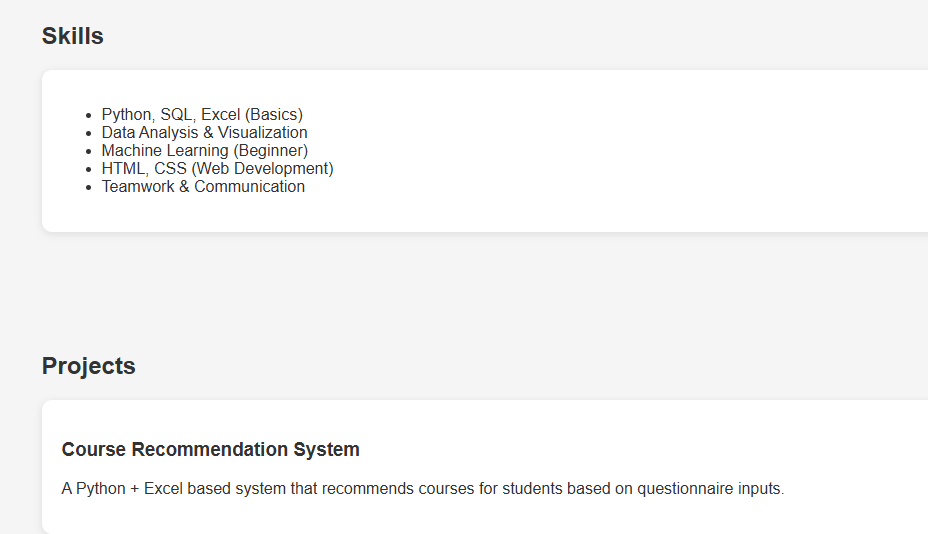 Skills
Python, SQL, Excel (Basics)
Data Analysis & Visualization
Machine Learning (Beginner)
HTML, CSS (Web Development)
Teamwork & Communication
Projects
Course Recommendation System
A Python + Excel based system that recommends courses for students based on questionnaire inputs.